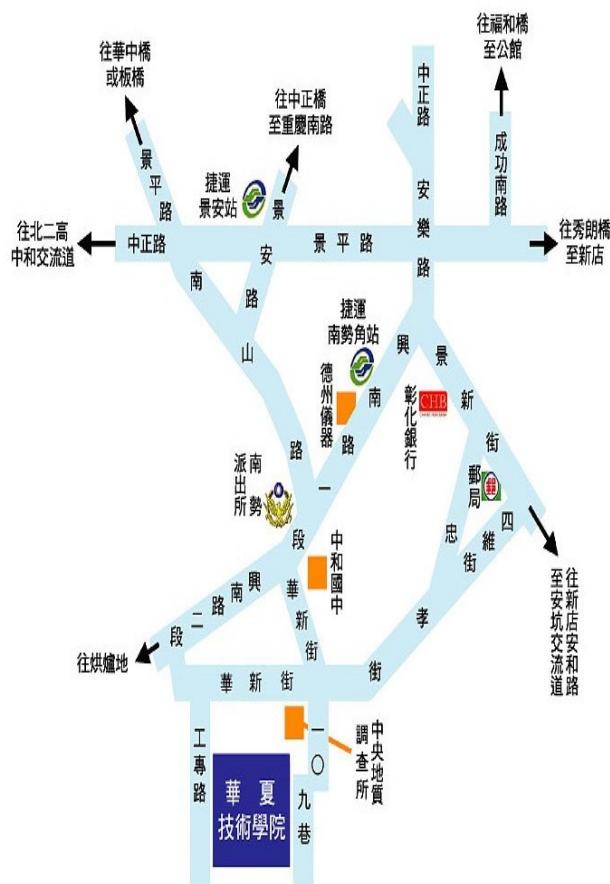 往華中橋
或板橋
往中正橋
至重慶南路
中正路
往福和橋
至公館
景平路
捷運
景安站
景安路
成功南路
安樂路
往北二高
中和交流道
中正路
景平路
往秀朗橋
至新店
南山路
捷運
南勢角站
德州儀器
興南路一段
CHB
彰化銀行
景新街
郵局
南勢
派出所
中和國中
忠孝街
四維街
往新店安和路
至安坑交流道
興南路二段
華新街
往烘爐地
華新街
工專路
中央地質
調查所
一〇九巷
華夏
技術學院